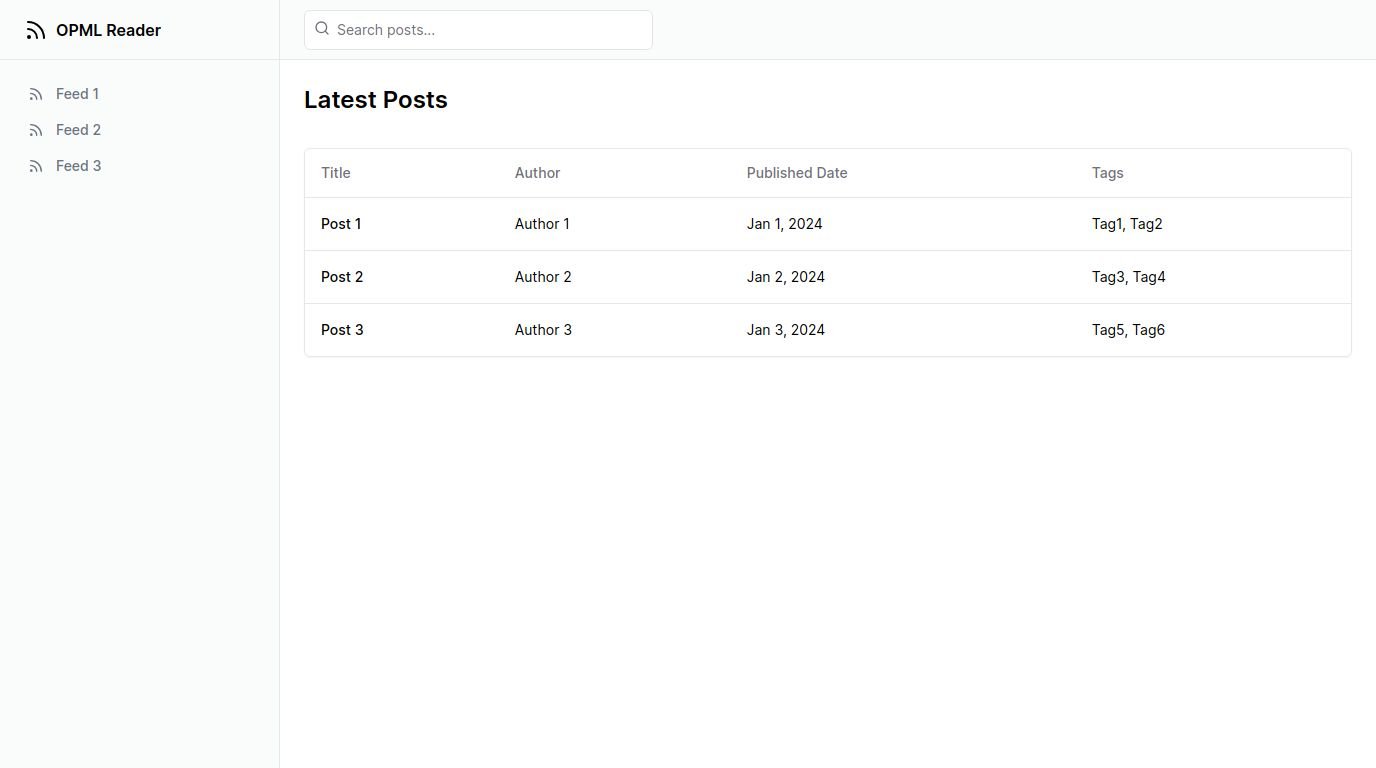 OPML Reader
Search posts...
Feed 1
Feed 2
Feed 3
Latest Posts
Title Author Published Date Tags
Post 1 Author 1 Jan 1, 2024 Tag1, Tag2
Post 2 Author 2 Jan 2, 2024 Tag3, Tag4
Post 3 Author 3 Jan 3, 2024 Tag5, Tag6